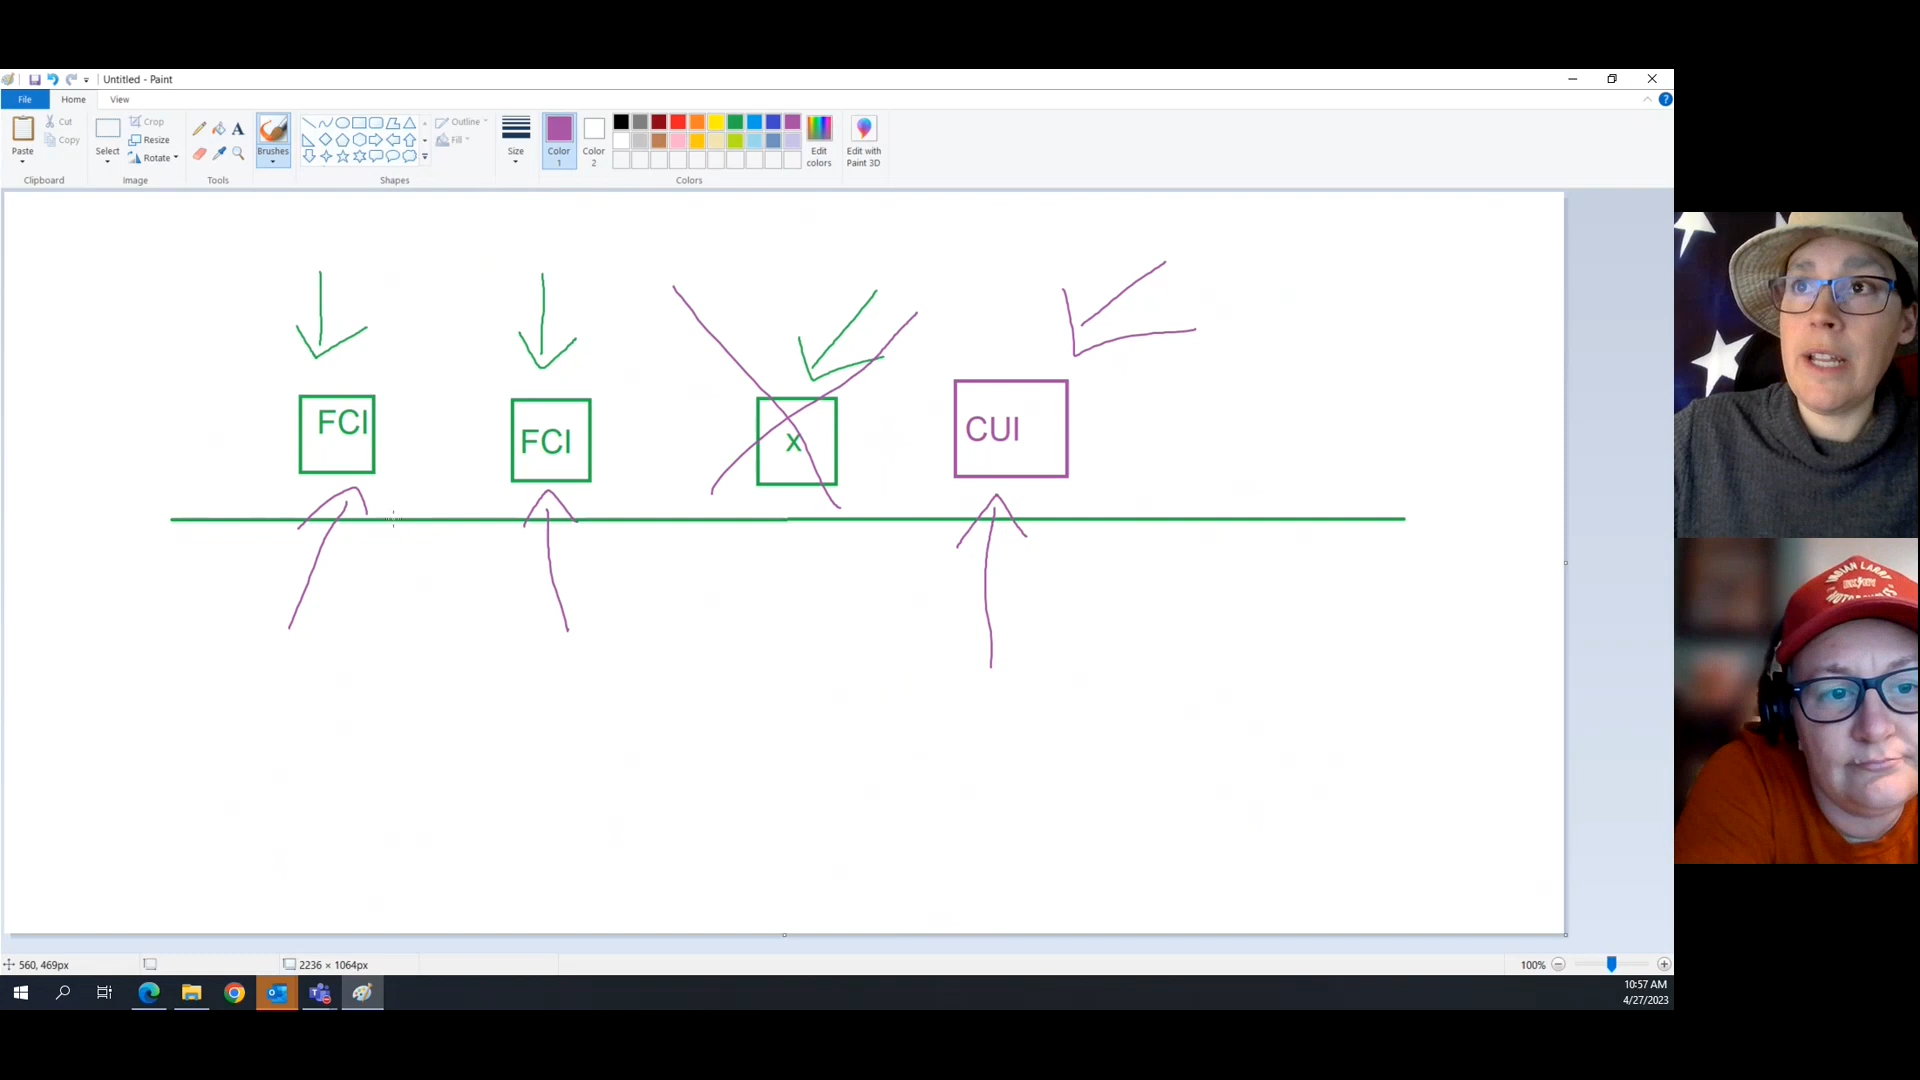 Untitled - Paint
File Home View
Paste
Cut
Copy
Clipboard
Select
Crop
Resize
Rotate
Image
A
Tools
Brushes
Shapes
Outline
Fill
Size
Color 1
Color 2
Colors
Edit colors
Edit with Paint 3D
FCI
FCI
x
CUI
INDIAN LARRY
560, 469px
2236 × 1064px
100%
10:57 AM
4/27/2023